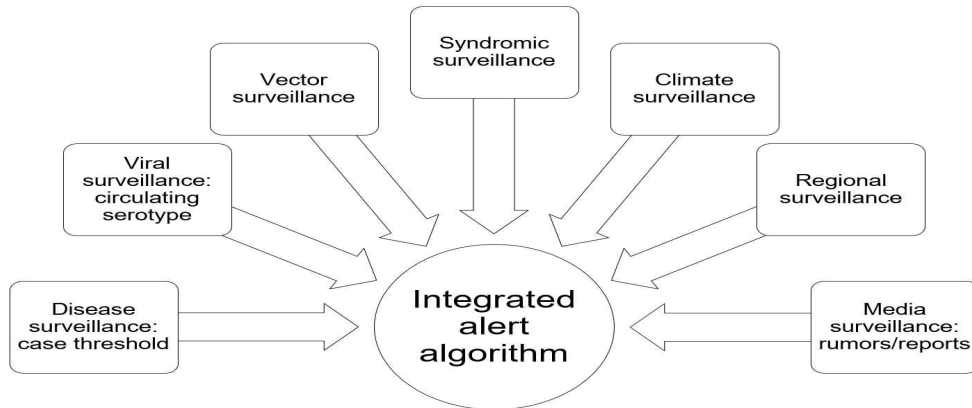 Syndromic
surveillance
Vector
surveillance
Climate
surveillance
Viral
surveillance:
circulating
serotype
Regional
surveillance
Disease
surveillance:
case threshold
Integrated
alert
algorithm
Media
surveillance:
rumors/reports